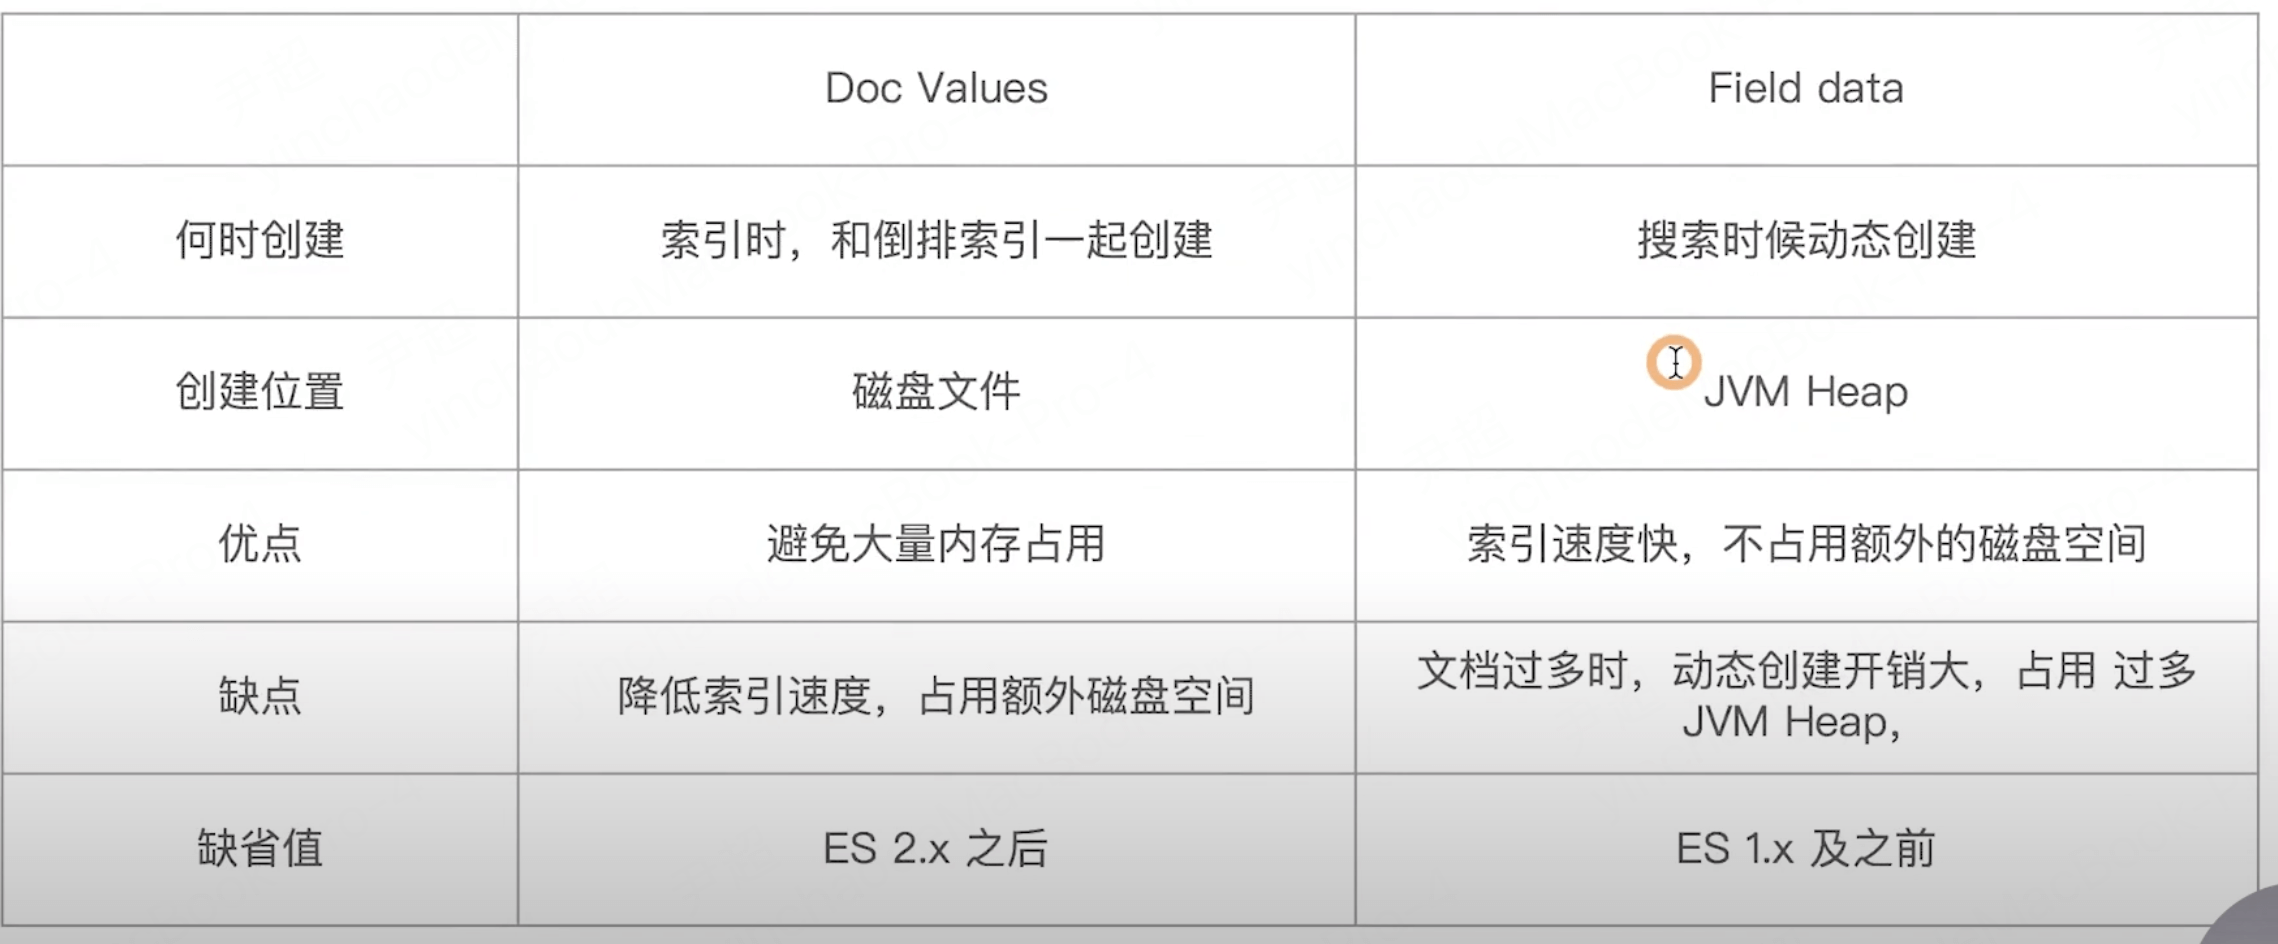 Doc Values
Field data
何时创建
索引时，和倒排索引一起创建
搜索时候动态创建
创建位置
磁盘文件
JVM Heap
优点
避免大量内存占用
索引速度快，不占用额外的磁盘空间
缺点
降低索引速度，占用额外磁盘空间
文档过多时，动态创建开销大，占用 过多
JVM Heap，
缺省值
ES 2.x 之后
ES 1.x 及之前